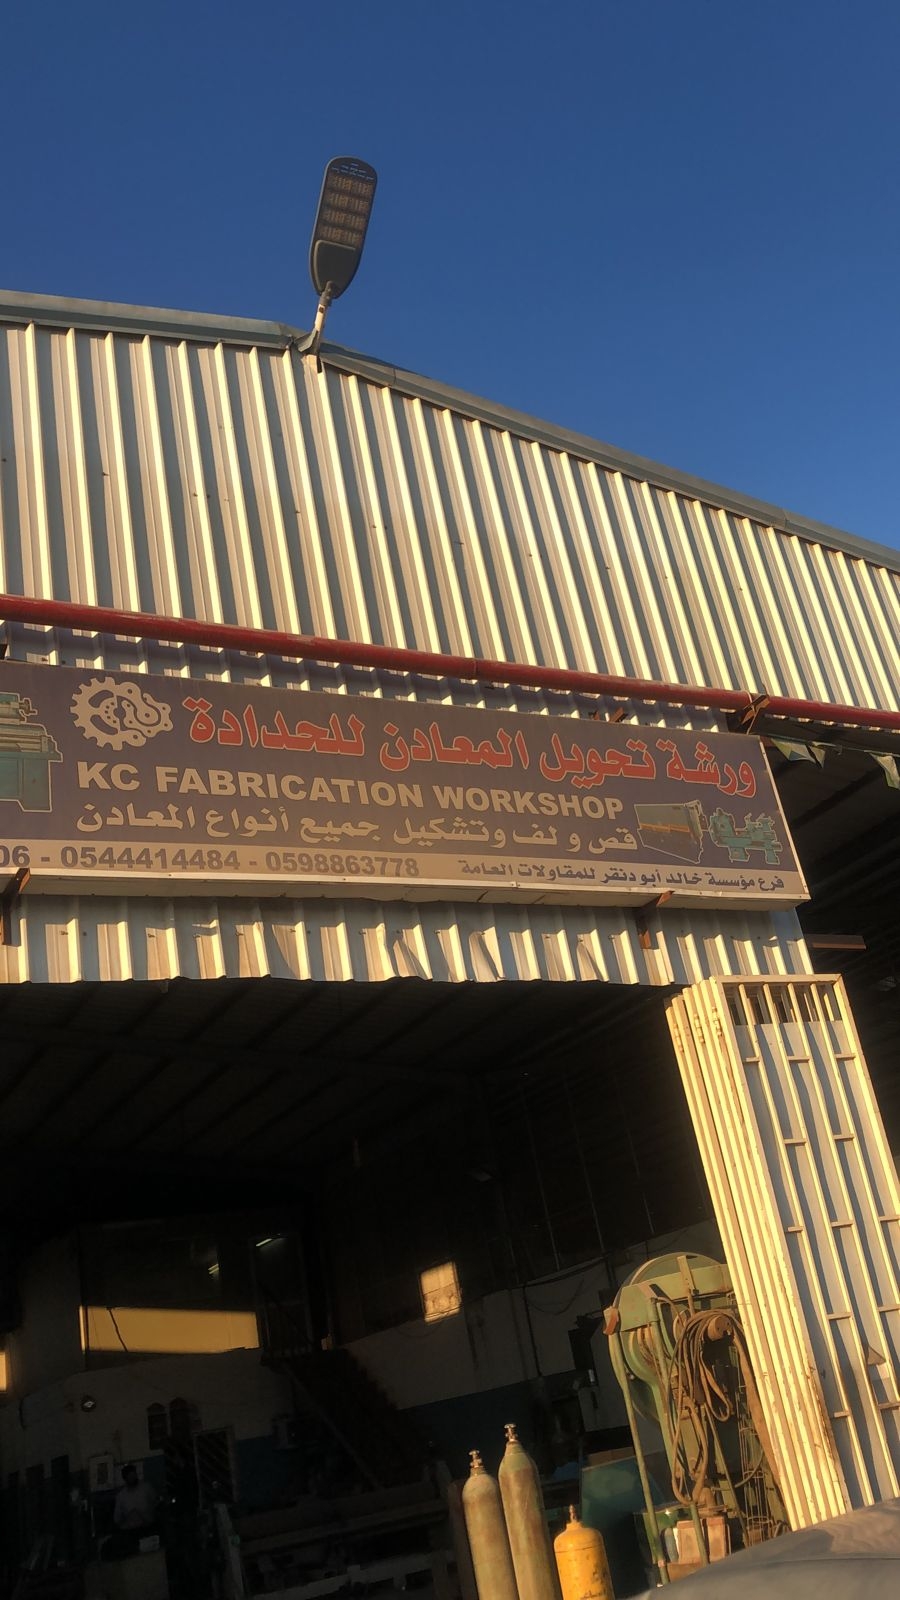 ورشة تحويل المعادن للحدادة
KC FABRICATION WORKSHOP
قص و لف وتشكيل جميع أنواع المعادن
فرع مؤسسة خالد أبو دنقر للمقاولات العامة
06 - 0544414484 - 0598863778